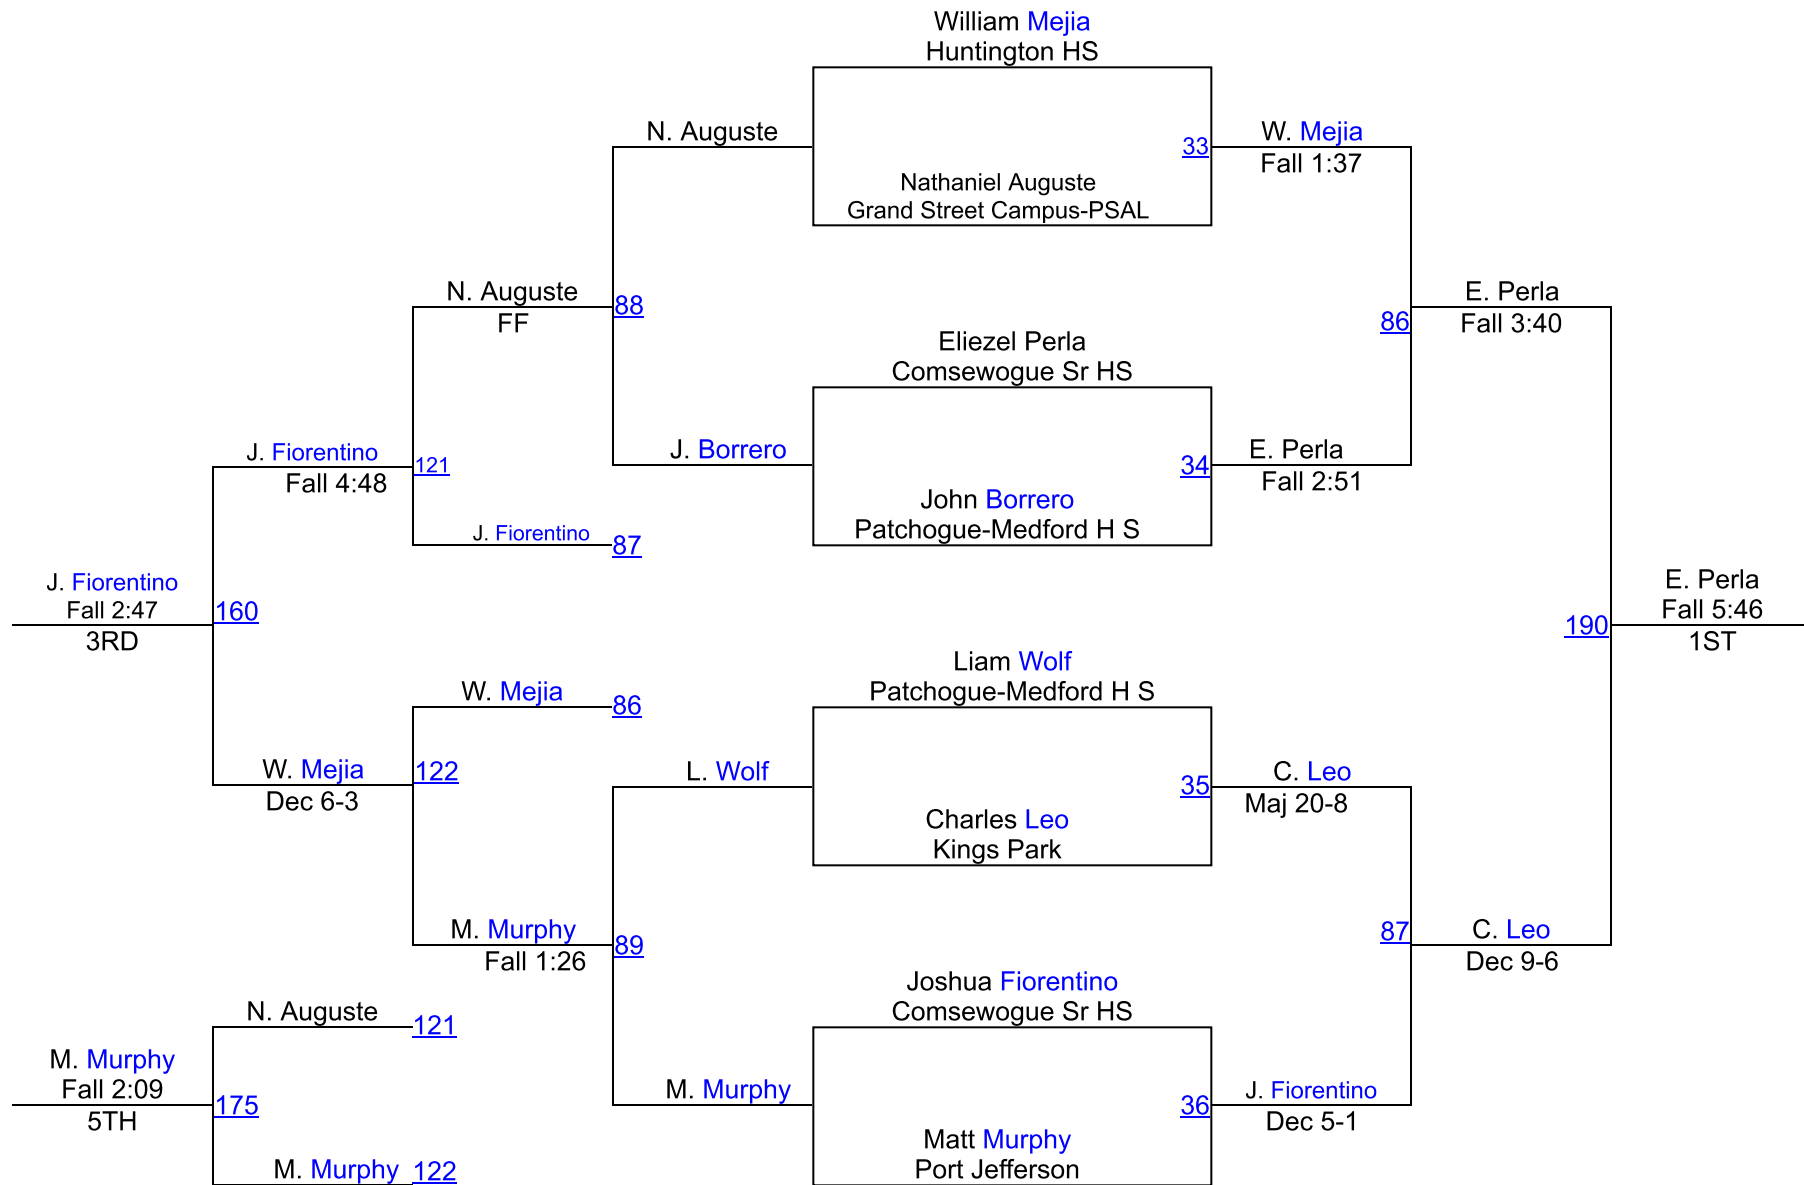 William Mejia
Huntington HS
N. Auguste
33
W. Mejia
Fall 1:37
Nathaniel Auguste
Grand Street Campus-PSAL
N. Auguste
FF
88
E. Perla
Fall 3:40
86
Eliezel Perla
Comsewogue Sr HS
J. Fiorentino
Fall 4:48
121
J. Borrero
34
E. Perla
Fall 2:51
John Borrero
Patchogue-Medford H S
J. Fiorentino
87
J. Fiorentino
Fall 2:47
3RD
160
E. Perla
Fall 5:46
1ST
190
Liam Wolf
Patchogue-Medford H S
W. Mejia
86
W. Mejia
Dec 6-3
122
L. Wolf
35
C. Leo
Maj 20-8
Charles Leo
Kings Park
M. Murphy
Fall 1:26
89
87
C. Leo
Dec 9-6
Joshua Fiorentino
Comsewogue Sr HS
N. Auguste
121
M. Murphy
Fall 2:09
5TH
175
M. Murphy
36
J. Fiorentino
Dec 5-1
Matt Murphy
Port Jefferson
M. Murphy
122